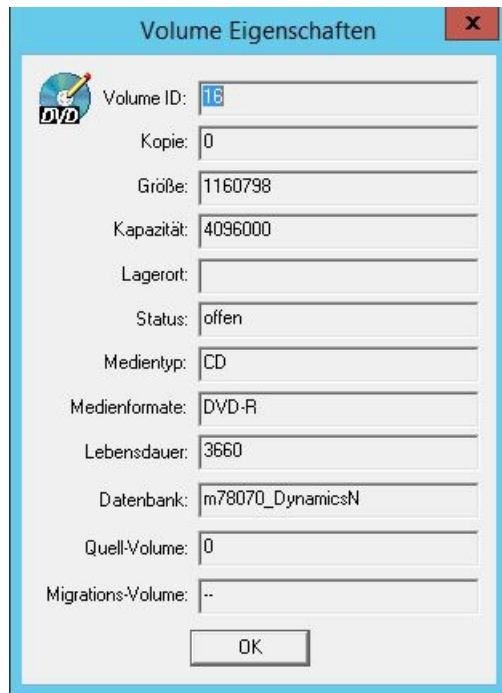 Volume Eigenschaften
x
DVD
Volume ID: 16
Kopie: 0
Größe: 1160798
Kapazität: 4096000
Lagerort:
Status: offen
Medientyp: CD
Medienformate: DVD-R
Lebensdauer: 3660
Datenbank: m78070_DynamicsN
Quell-Volume: 0
Migrations-Volume: --
OK